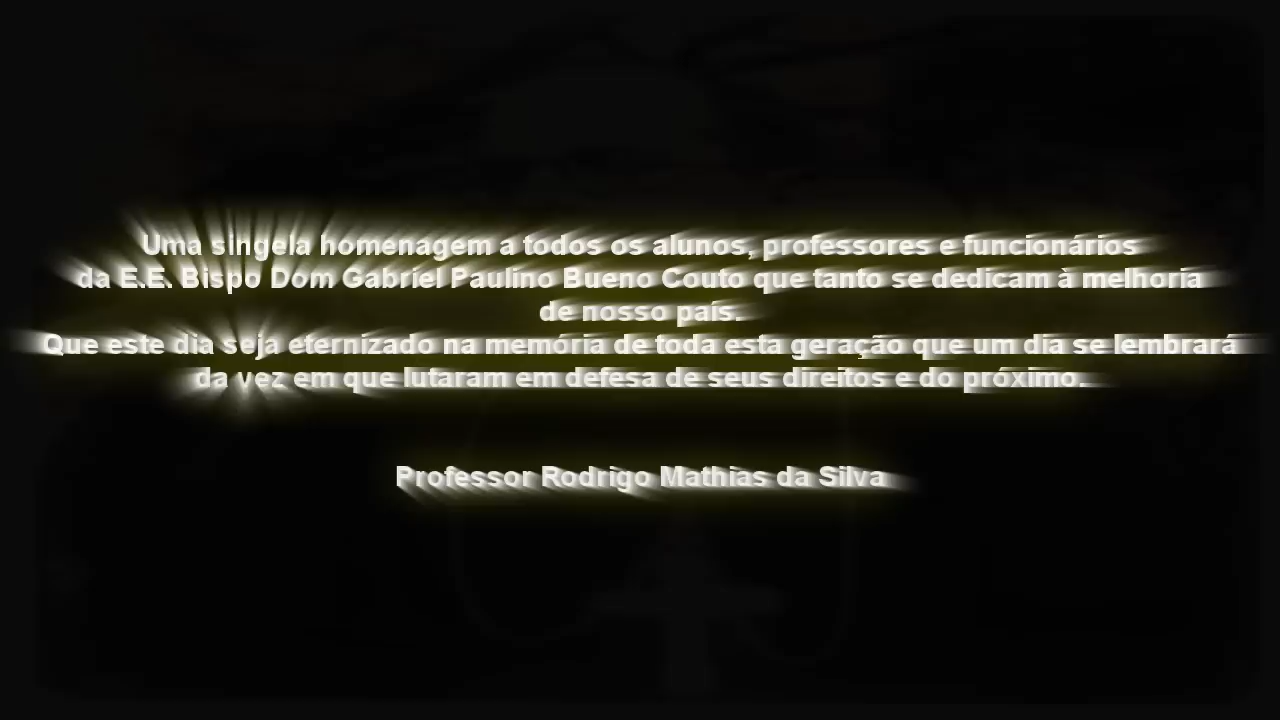 Uma singela homenagem a todos os alunos, professores e funcionários
da E.E. Bispo Dom Gabriel Paulino Bueno Couto que tanto se dedicam à melhoria
de nosso país.
Que este dia seja eternizado na memória de toda esta geração que um dia se lembrará
da vez em que lutaram em defesa de seus direitos e do próximo.
Professor Rodrigo Mathias da Silva